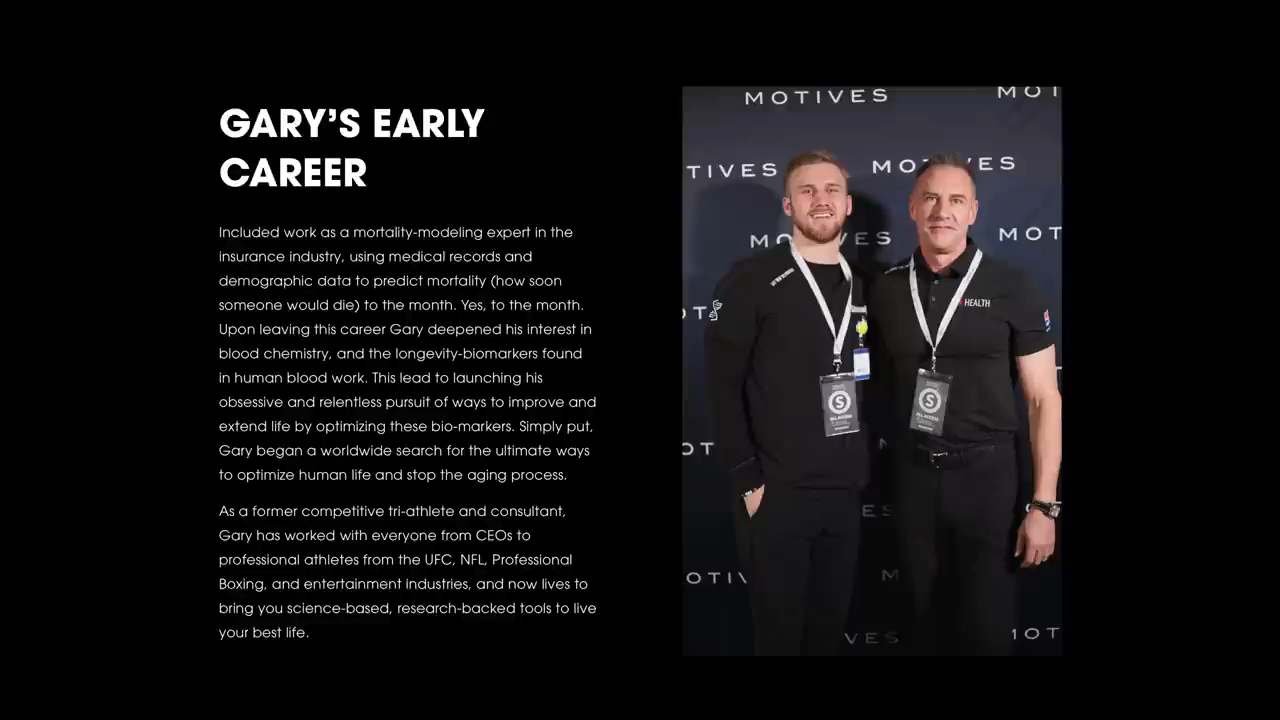 GARY'S EARLY
CAREER
Included work as a mortality-modeling expert in the
insurance industry, using medical records and
demographic data to predict mortality (how soon
someone would die) to the month. Yes, to the month.
Upon leaving this career Gary deepened his interest in
blood chemistry, and the longevity-biomarkers found
in human blood work. This lead to launching his
obsessive and relentless pursuit of ways to improve and
extend life by optimizing these bio-markers. Simply put,
Gary began a worldwide search for the ultimate ways
to optimize human life and stop the aging process.
As a former competitive tri-athlete and consultant,
Gary has worked with everyone from CEOs to
professional athletes from the UFC, NFL, Professional
Boxing, and entertainment industries, and now lives to
bring you science-based, research-backed tools to live
your best life.
MOTIVES MOT
TIVES MOTIVES
MOTIVES MOT
OT
HEALTH
S S
OT
ES
OTIV M
VES 1OT